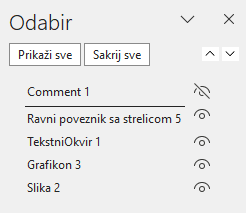 Odabir
Prikaži sve Sakrij sve
Comment 1
Ravni poveznik sa strelicom 5
TekstniOkvir 1
Grafikon 3
Slika 2